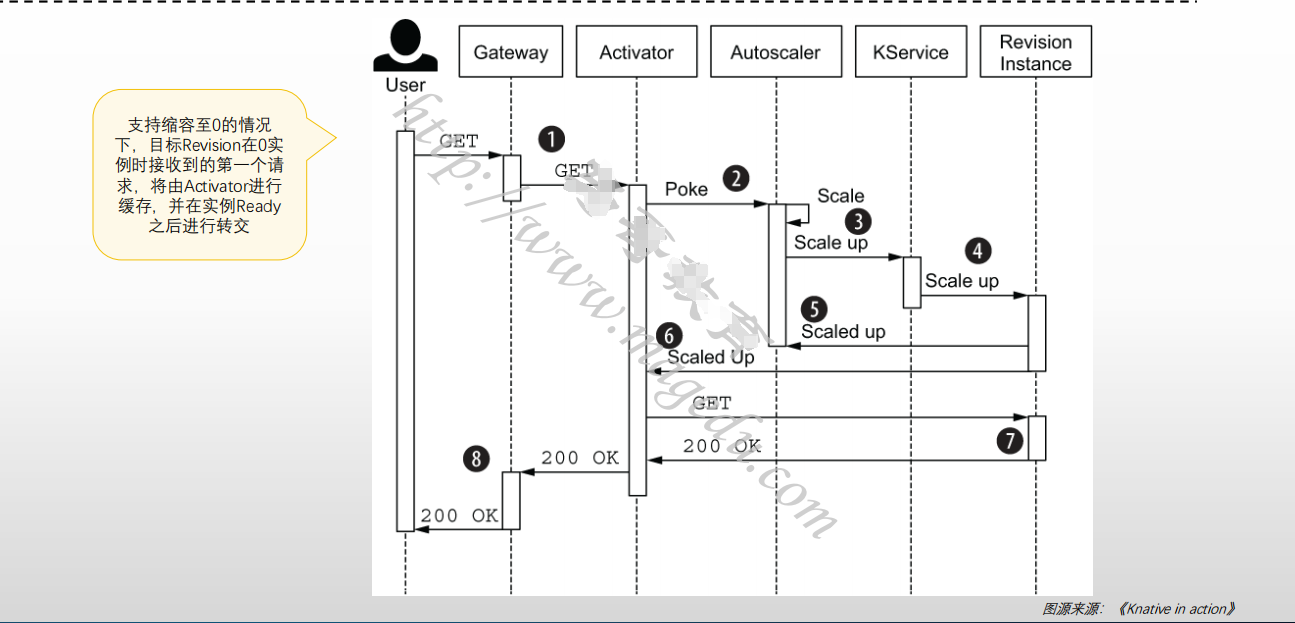 User
Gateway
Activator
Autoscaler
KService
Revision
Instance
支持缩容至0的情况
下，目标Revision在0实
例时接收到的第一个请
求，将由Activator进行
缓存，并在实例Ready
之后进行转交
GET
1
GET
Poke
2
Scale
3
Scale up
4
Scale up
5
Scaled up
6
Scaled Up
GET
7
200 OK
8
200 OK
200 OK
http://www.magedu.com
教育
图源来源：《Knative in action》